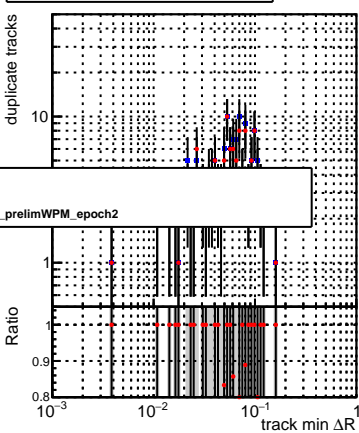 duplicate tracks
10
_prelimWPM_epoch2
1
Ratio
1
0.9
0.8
10⁻³ 10⁻² 10⁻¹ 1
track min ΔR